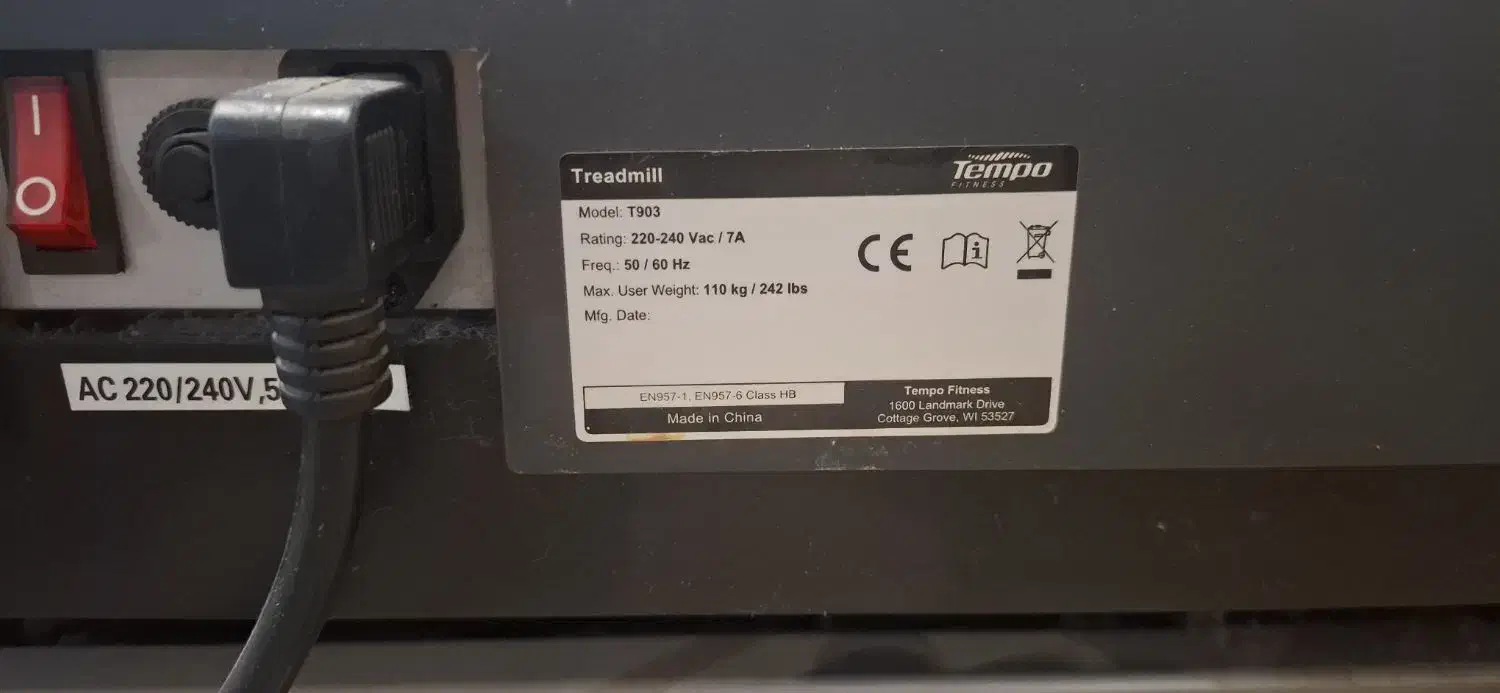 Treadmill
Tempo
FITNESS
Model: T903
Rating: 220-240 Vac / 7A
Freq.: 50 / 60 Hz
Max. User Weight: 110 kg / 242 lbs
Mfg. Date:
CE
i
EN957-1, EN957-6 Class HB
Made in China
Tempo Fitness
1600 Landmark Drive
Cottage Grove, WI 53527
AC 220/240V,5